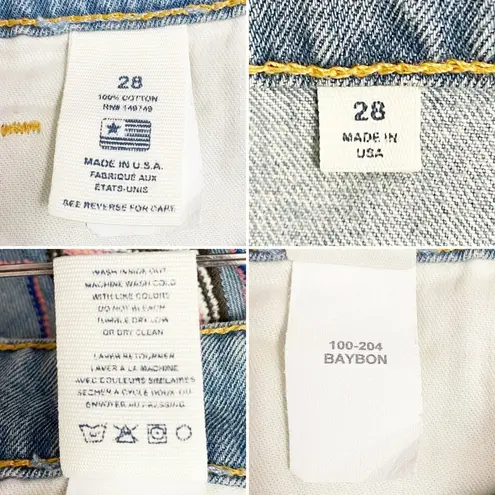 28
100% COTTON
RN# 149749
MADE IN U.S.A.
FABRIQUÉ AUX
ÉTATS-UNIS
SEE REVERSE FOR CARE
28
MADE IN
USA
WASH INSIDE OUT
MACHINE WASH COLD
WITH LIKE COLORS
DO NOT BLEACH
TUMBLE DRY LOW
OR DRY CLEAN
LAVER RETOURNER
LAVER A LA MACHINE
AVEC COULEURS SIMILAIRES
SECHER A CYCLE DOUX OU
ENVOYER AU PRESSING
100-204
BAYBON